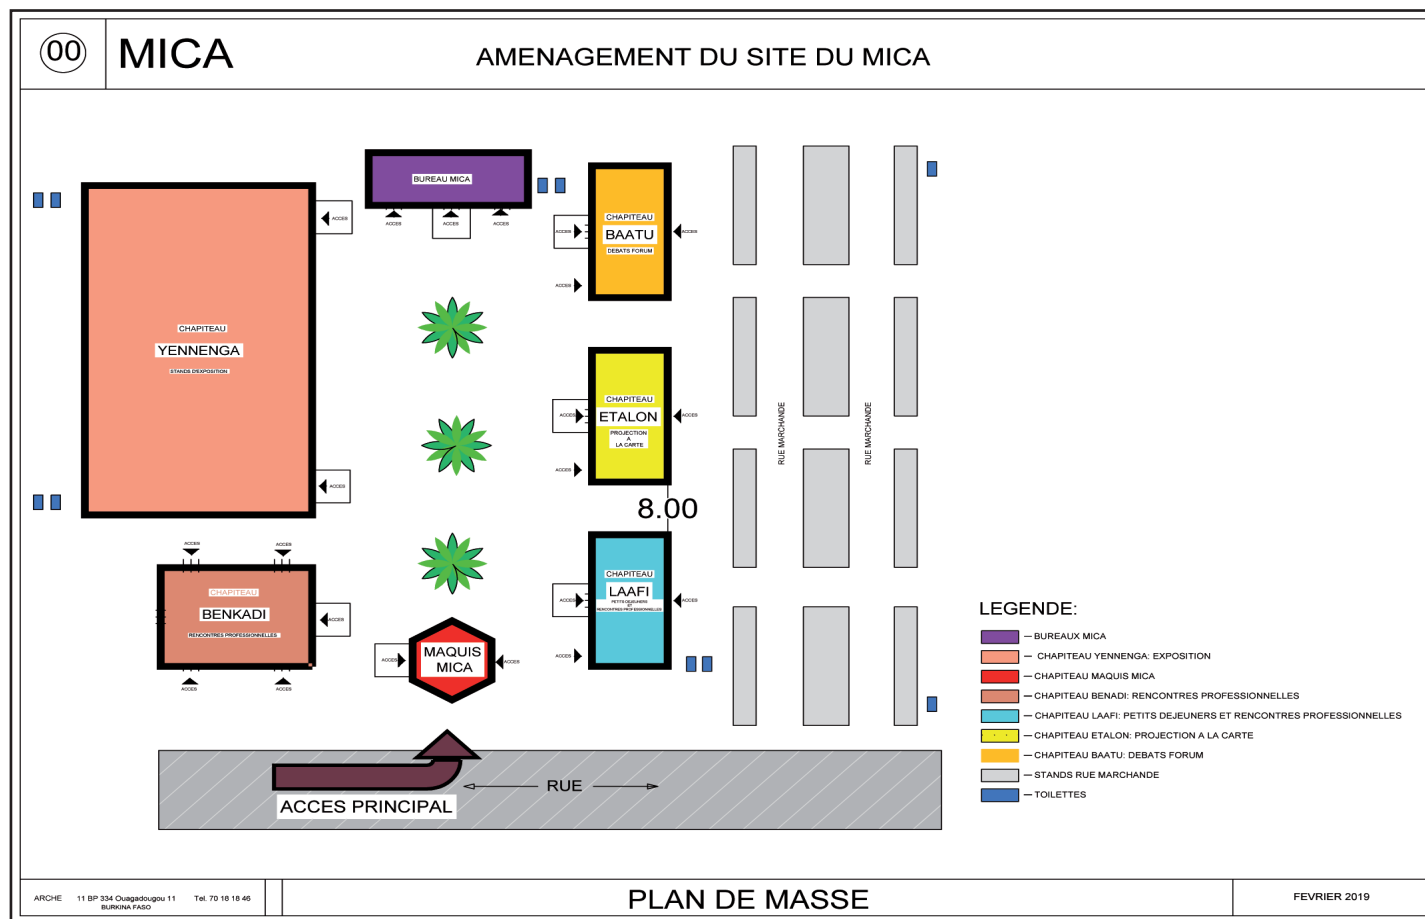 00
MICA
AMENAGEMENT DU SITE DU MICA
BUREAU MICA
ACCES
ACCES
ACCES
CHAPITEAU
YENNENGA
STANDS D'EXPOSITION
ACCES
ACCES
CHAPITEAU
BAATU
DEBATS FORUM
ACCES
ACCES
ACCES
CHAPITEAU
ETALON
PROJECTION
A
LA CARTE
ACCES
ACCES
ACCES
8.00
CHAPITEAU
LAAFI
PETITS DEJEUNERS
ET
RENCONTRES PROFESSIONNELLES
ACCES
ACCES
ACCES
ACCES
ACCES
CHAPITEAU
BENKADI
RENCONTRES PROFESSIONNELLES
ACCES
ACCES
ACCES
MAQUIS
MICA
ACCES
ACCES
RUE MARCHANDE
RUE MARCHANDE
ACCES PRINCIPAL
RUE
LEGENDE:
BUREAUX MICA
CHAPITEAU YENNENGA: EXPOSITION
CHAPITEAU MAQUIS MICA
CHAPITEAU BENADI: RENCONTRES PROFESSIONNELLES
CHAPITEAU LAAFI: PETITS DEJEUNERS ET RENCONTRES PROFESSIONNELLES
CHAPITEAU ETALON: PROJECTION A LA CARTE
CHAPITEAU BAATU: DEBATS FORUM
STANDS RUE MARCHANDE
TOILETTES
ARCHE 11 BP 334 Ouagadougou 11 Tel. 70 18 18 46
BURKINA FASO
PLAN DE MASSE
FEVRIER 2019